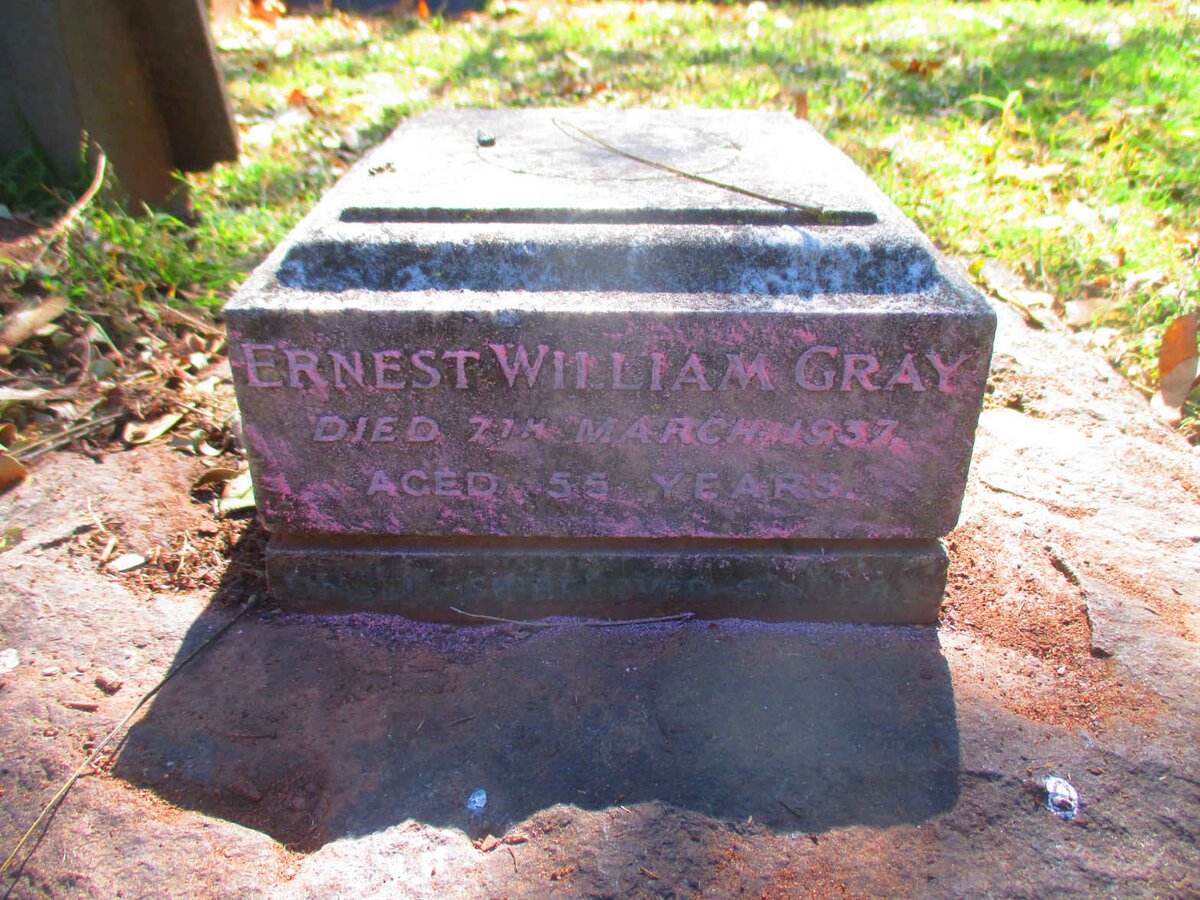 ERNEST WILLIAM GRAY
DIED 7TH MARCH 1937
AGED 55 YEARS.